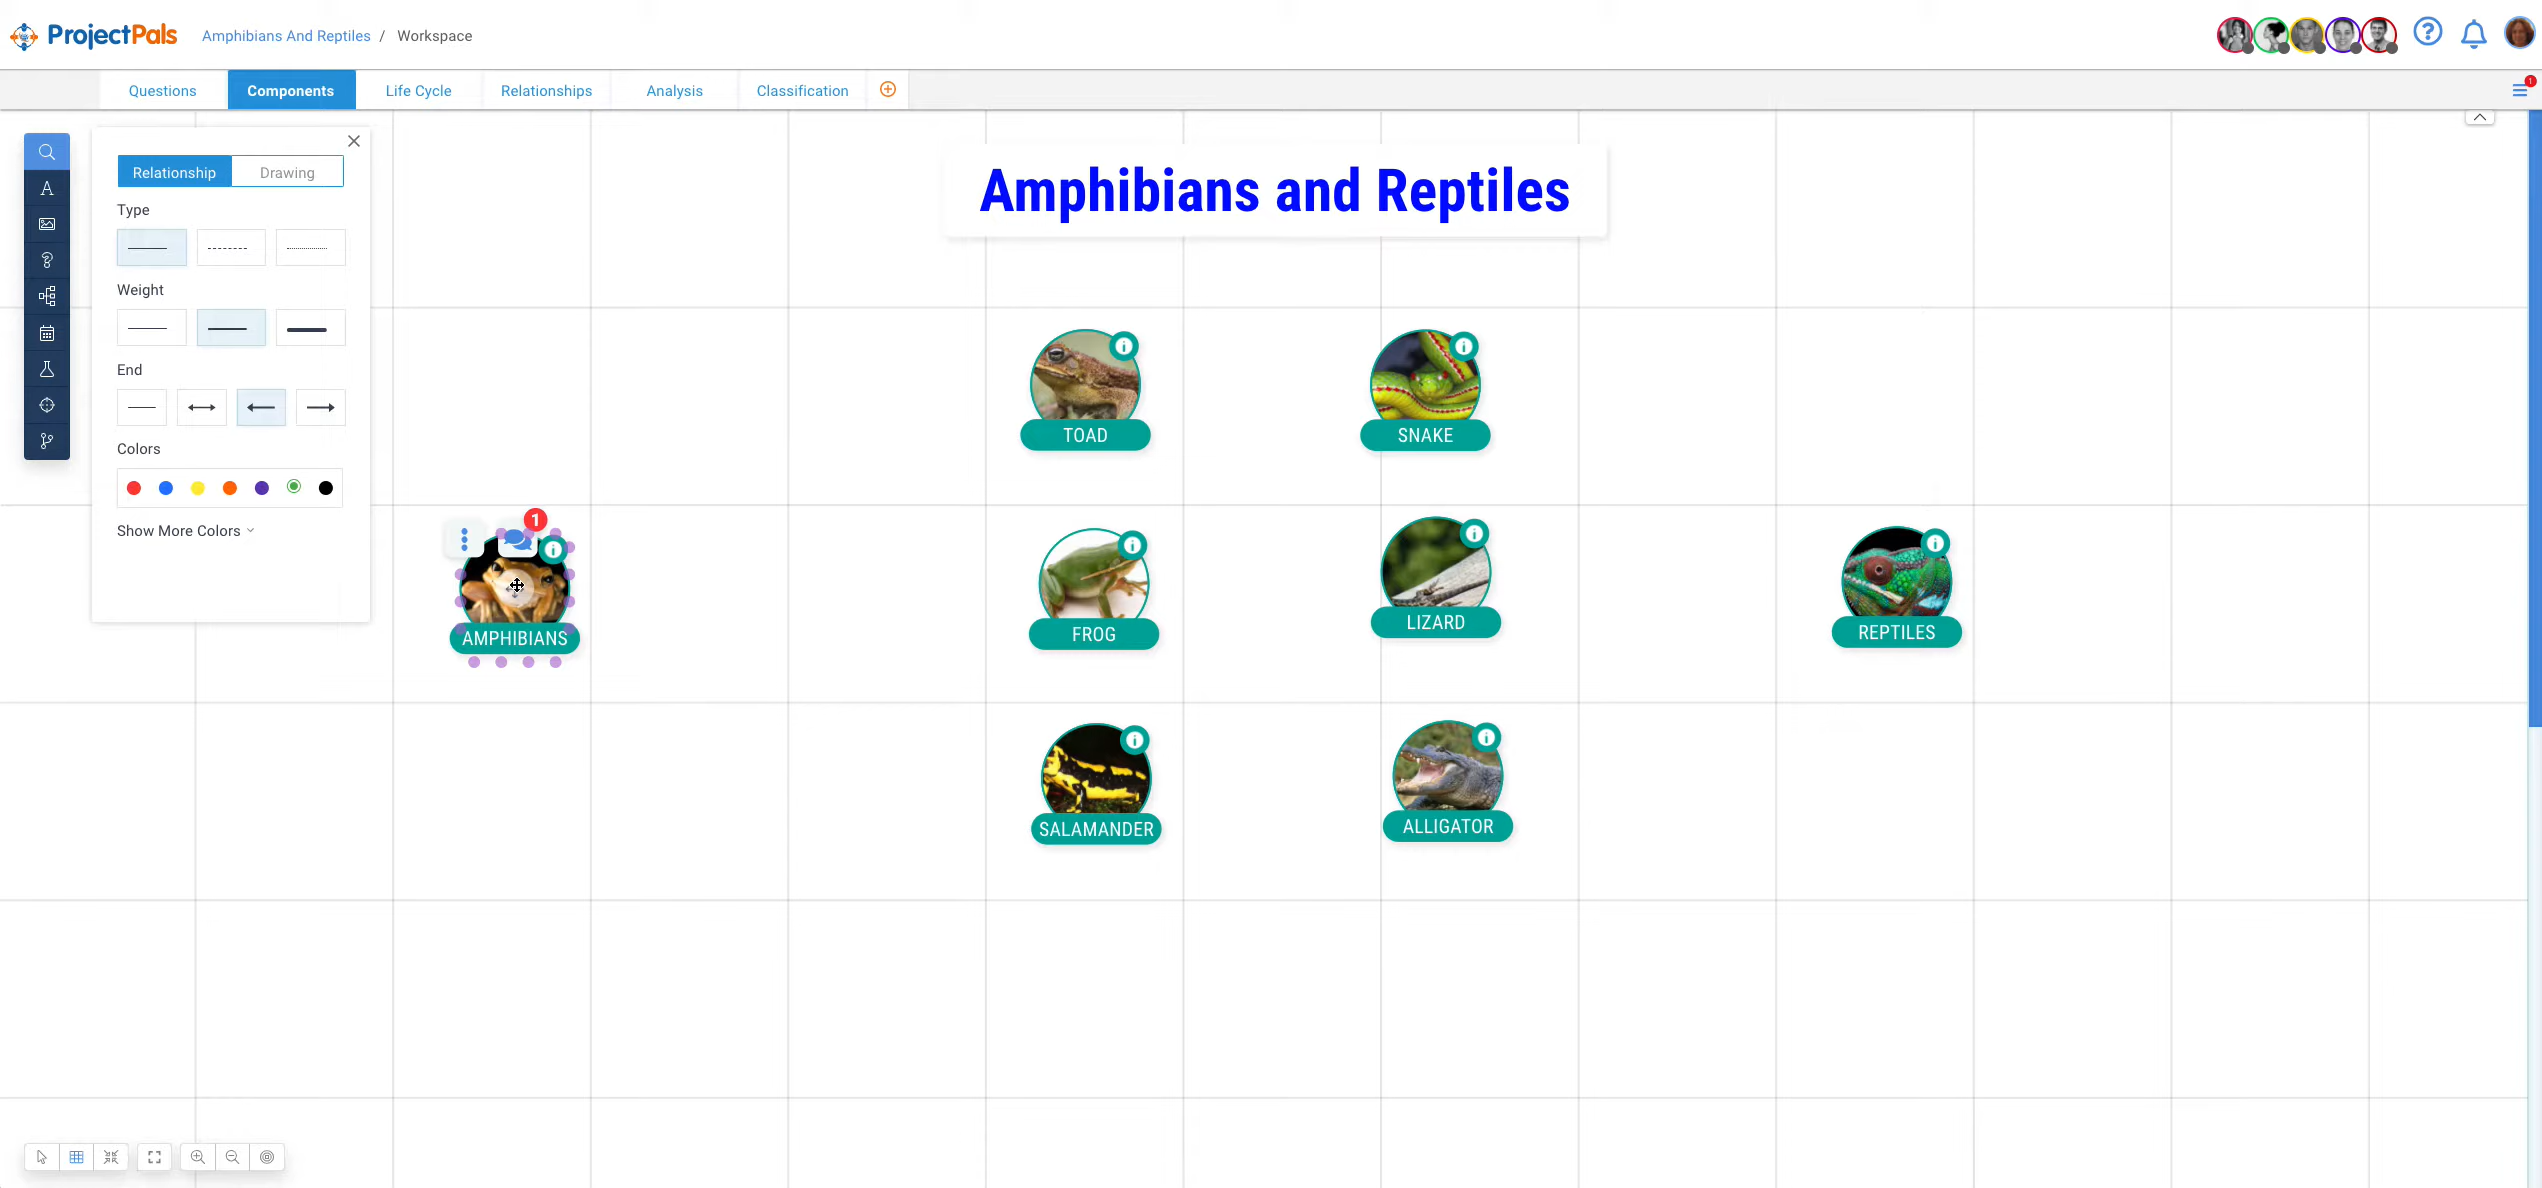 ProjectPals
Amphibians And Reptiles / Workspace
Questions
Components
Life Cycle
Relationships
Analysis
Classification
1
Relationship
Drawing
Type
Weight
End
Colors
Show More Colors
Amphibians and Reptiles
TOAD
SNAKE
1
AMPHIBIANS
FROG
LIZARD
REPTILES
SALAMANDER
ALLIGATOR